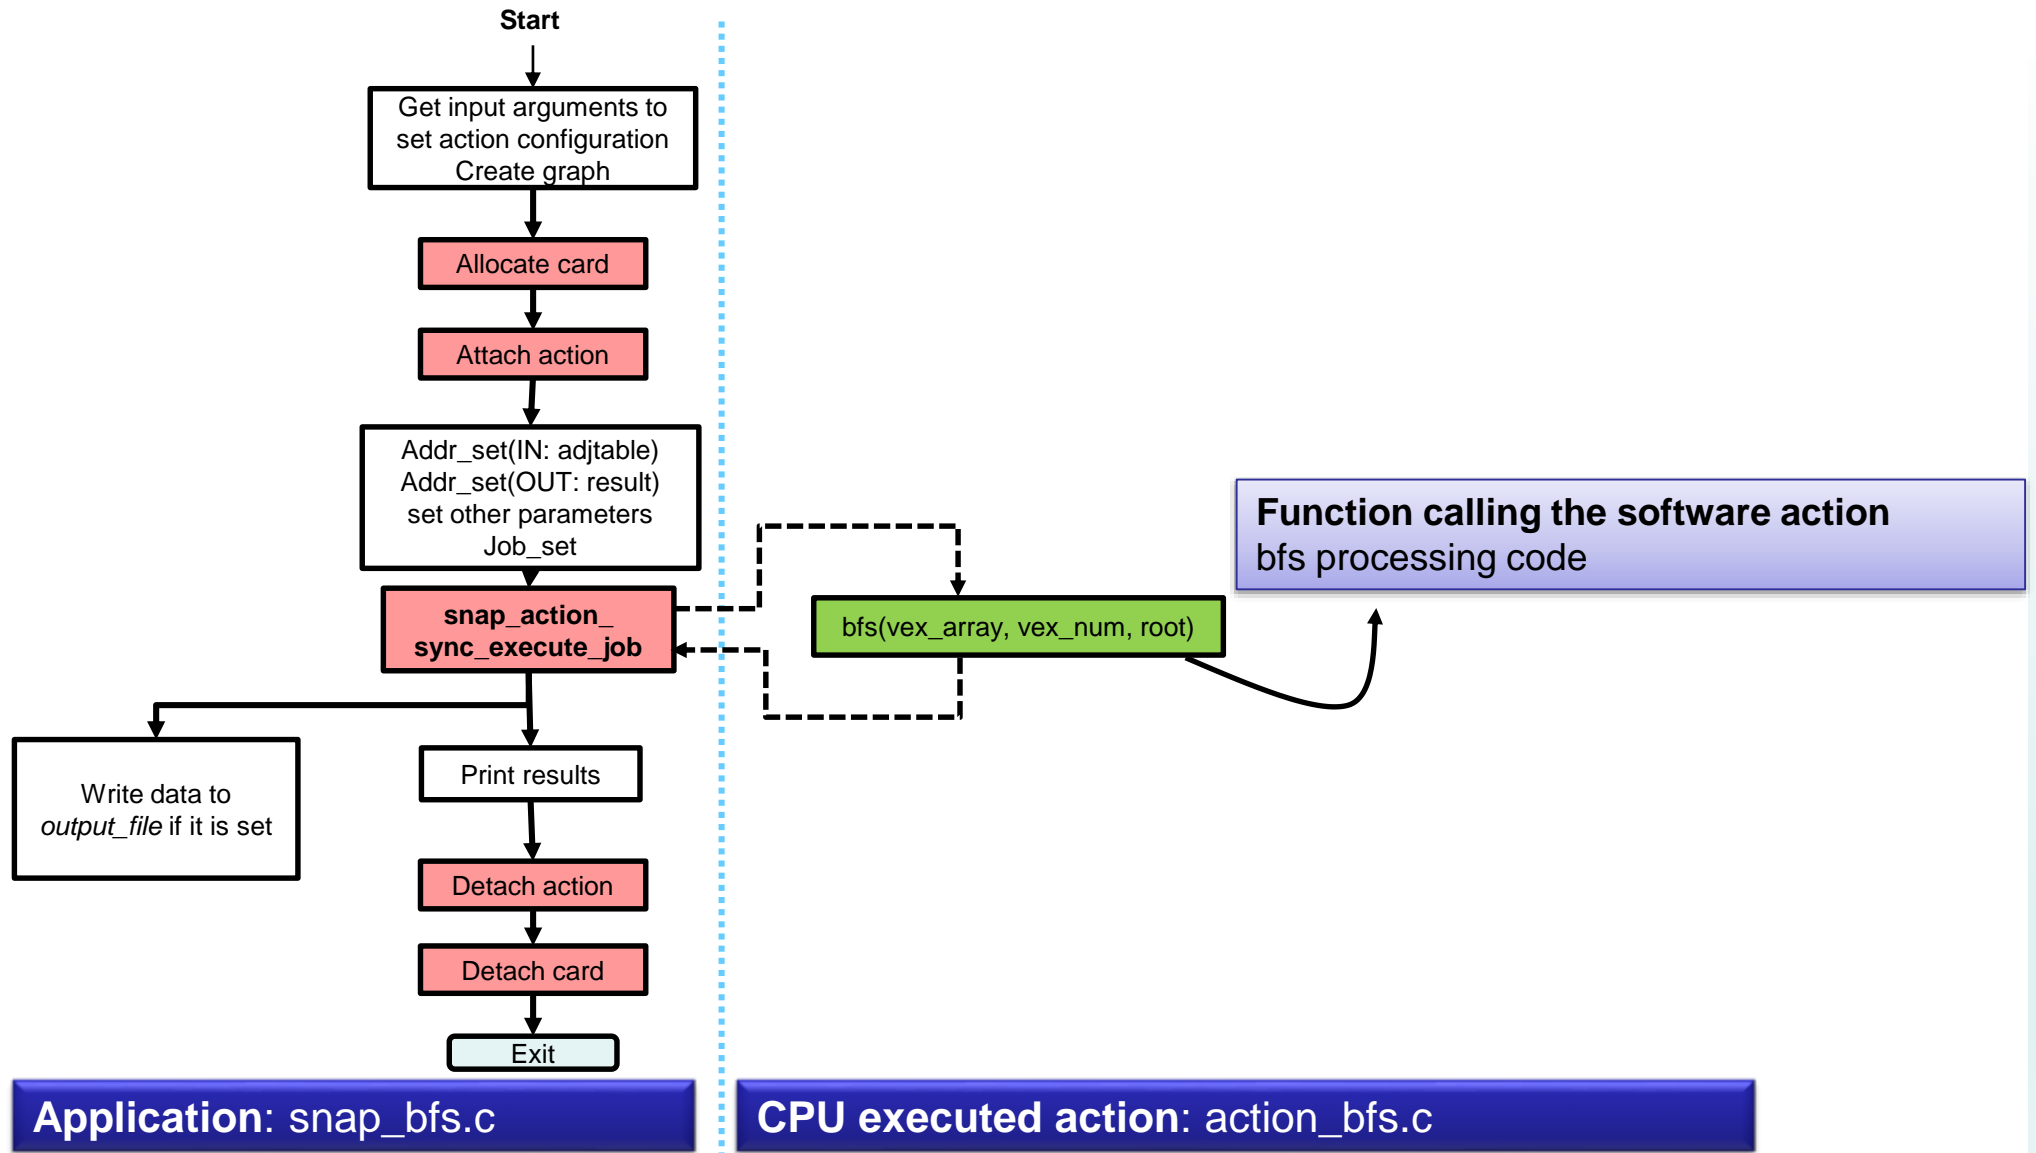 Start
Get input arguments to
set action configuration
Create graph
Allocate card
Attach action
Addr_set(IN: adjtable)
Addr_set(OUT: result)
set other parameters
Job_set
snap_action_
sync_execute_job
bfs(vex_array, vex_num, root)
Function calling the software action
bfs processing code
Write data to
output_file if it is set
Print results
Detach action
Detach card
Exit
Application: snap_bfs.c
CPU executed action: action_bfs.c